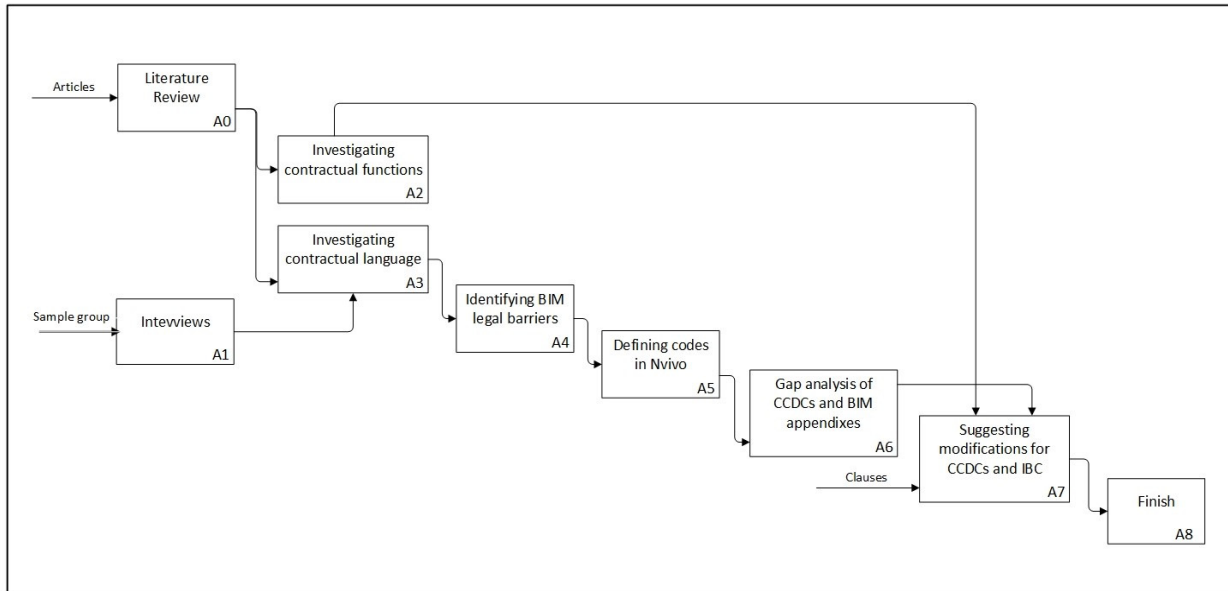 Articles
Literature
Review
A0
Investigating
contractual functions
A2
Investigating
contractual language
A3
Sample group
Intevviews
A1
Identifying BIM
legal barriers
A4
Defining codes
in Nvivo
A5
Gap analysis of
CCDCs and BIM
appendixes
A6
Clauses
Suggesting
modifications for
CCDCs and IBC
A7
Finish
A8